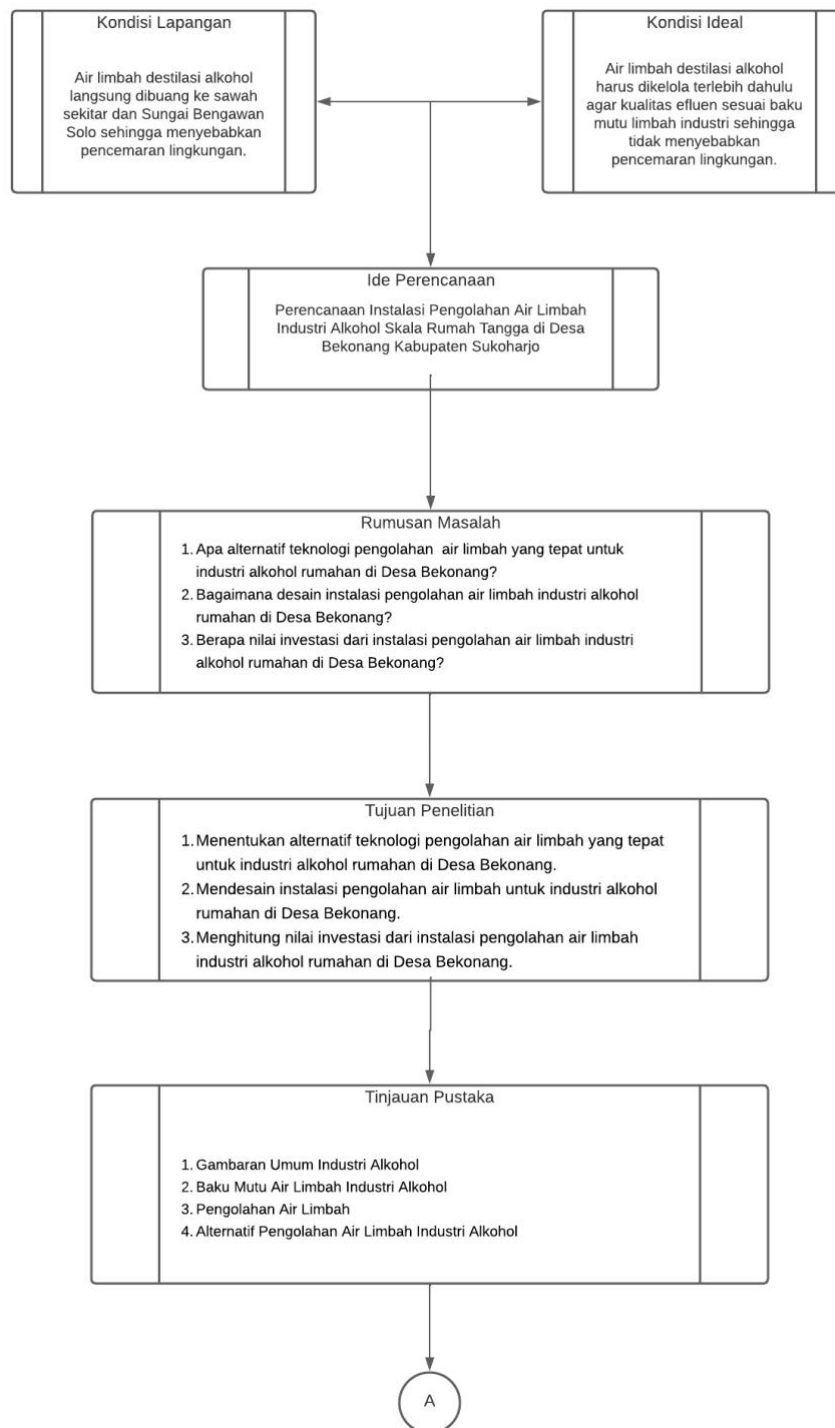 Kondisi Lapangan
Air limbah destilasi alkohol
langsung dibuang ke sawah
sekitar dan Sungai Bengawan
Solo sehingga menyebabkan
pencemaran lingkungan.
Kondisi Ideal
Air limbah destilasi alkohol
harus dikelola terlebih dahulu
agar kualitas efluen sesuai baku
mutu limbah industri sehingga
tidak menyebabkan
pencemaran lingkungan.
Ide Perencanaan
Perencanaan Instalasi Pengolahan Air Limbah
Industri Alkohol Skala Rumah Tangga di Desa
Bekonang Kabupaten Sukoharjo
Rumusan Masalah
1. Apa alternatif teknologi pengolahan air limbah yang tepat untuk
industri alkohol rumahan di Desa Bekonang?
2. Bagaimana desain instalasi pengolahan air limbah industri alkohol
rumahan di Desa Bekonang?
3. Berapa nilai investasi dari instalasi pengolahan air limbah industri
alkohol rumahan di Desa Bekonang?
Tujuan Penelitian
1. Menentukan alternatif teknologi pengolahan air limbah yang tepat
untuk industri alkohol rumahan di Desa Bekonang.
2. Mendesain instalasi pengolahan air limbah untuk industri alkohol
rumahan di Desa Bekonang.
3. Menghitung nilai investasi dari instalasi pengolahan air limbah
industri alkohol rumahan di Desa Bekonang.
Tinjauan Pustaka
1. Gambaran Umum Industri Alkohol
2. Baku Mutu Air Limbah Industri Alkohol
3. Pengolahan Air Limbah
4. Alternatif Pengolahan Air Limbah Industri Alkohol
A